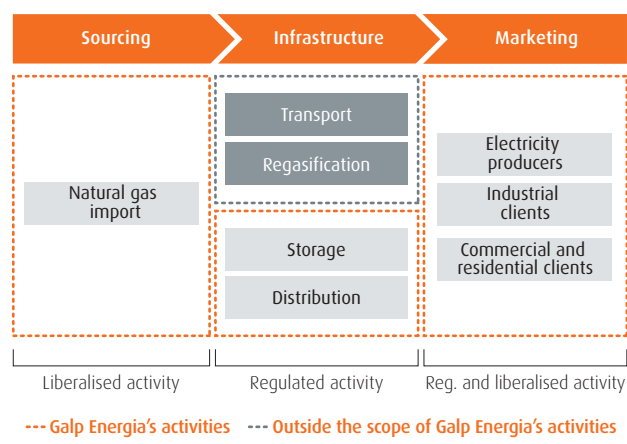 Sourcing
Infrastructure
Marketing
Natural gas
import
Transport
Regasification
Storage
Distribution
Electricity
producers
Industrial
clients
Commercial and
residential clients
Liberalised activity
Regulated activity
Reg. and liberalised activity
Galp Energia's activities
Outside the scope of Galp Energia's activities